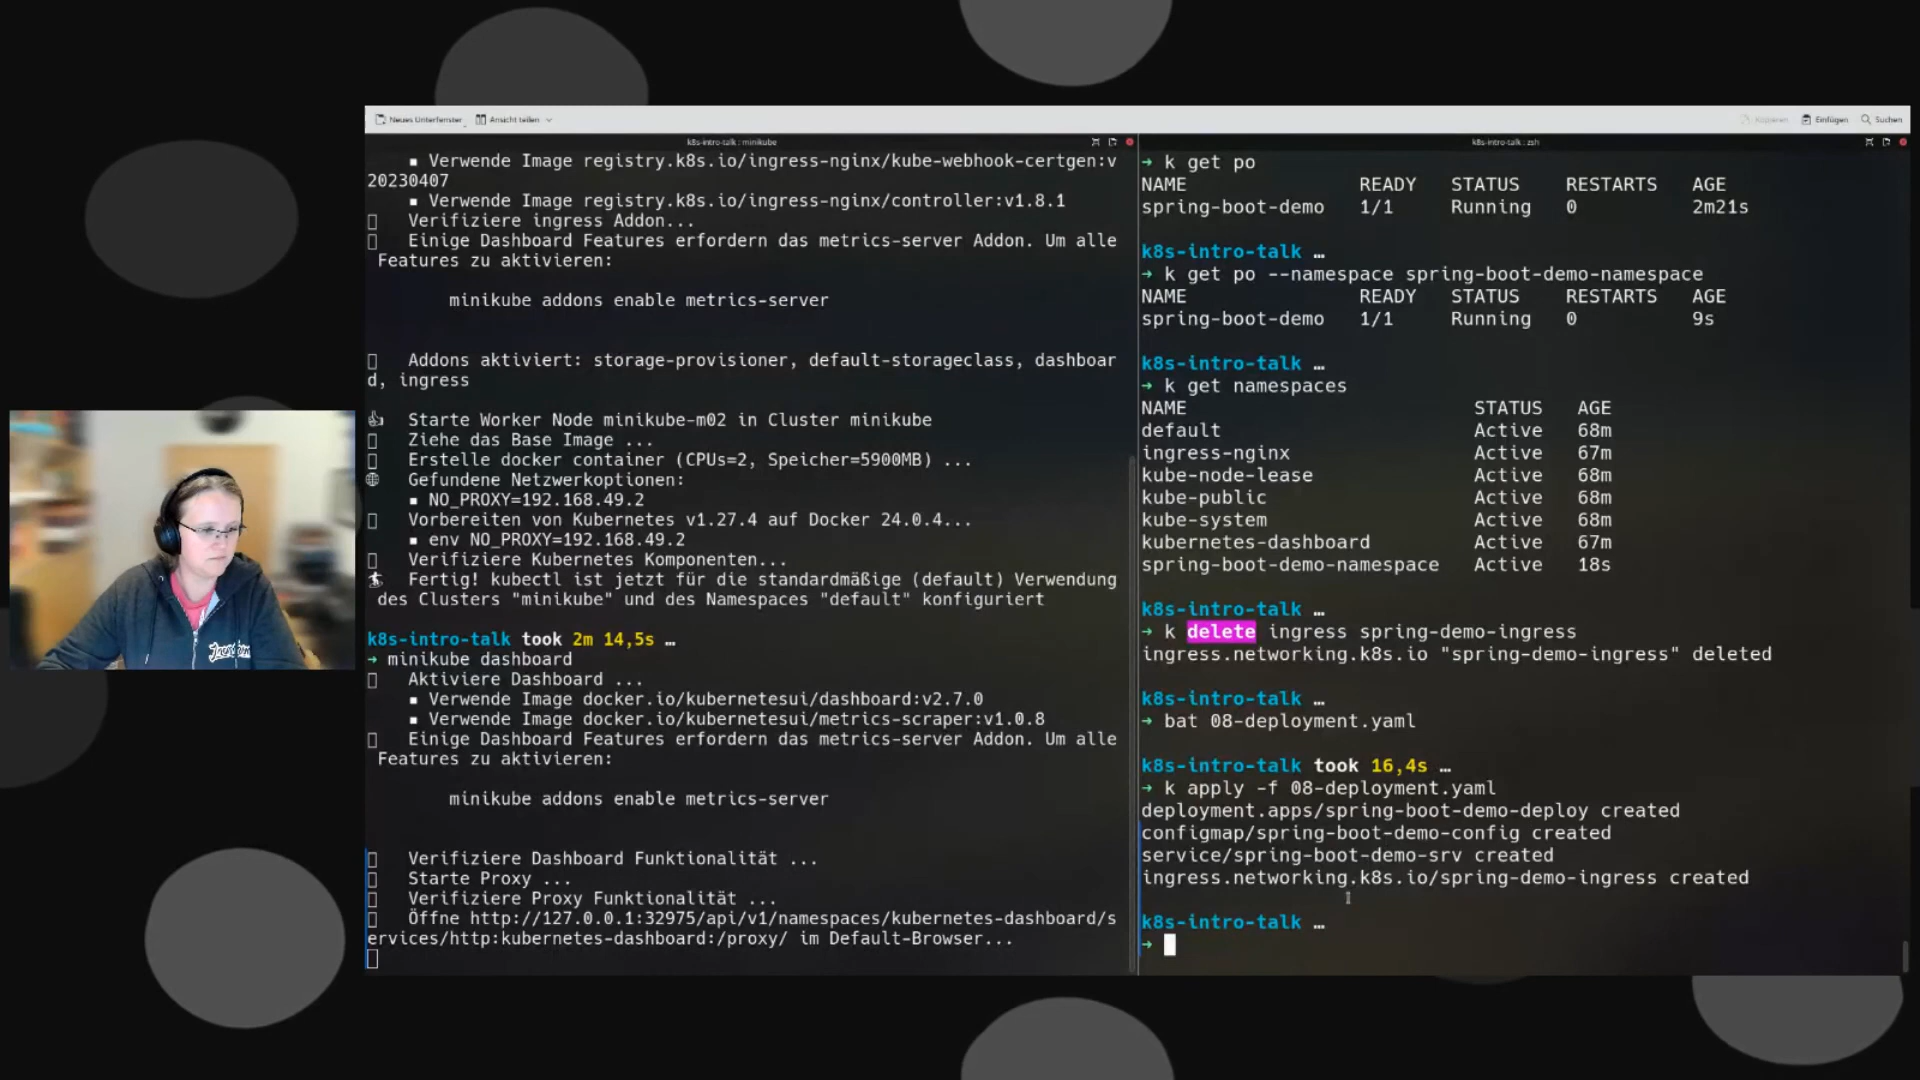 Neues Unterfenster
Ansicht teilen
Kopieren
Einfügen
Suchen
k8s-intro-talk : minikube
▪ Verwende Image registry.k8s.io/ingress-nginx/kube-webhook-certgen:v
20230407
▪ Verwende Image registry.k8s.io/ingress-nginx/controller:v1.8.1
Verifiziere ingress Addon...
Einige Dashboard Features erfordern das metrics-server Addon. Um alle
Features zu aktivieren:
minikube addons enable metrics-server
Addons aktiviert: storage-provisioner, default-storageclass, dashboar
d, ingress
Starte Worker Node minikube-m02 in Cluster minikube
Ziehe das Base Image ...
Erstelle docker container (CPUs=2, Speicher=5900MB) ...
Gefundene Netzwerkoptionen:
▪ NO_PROXY=192.168.49.2
Vorbereiten von Kubernetes v1.27.4 auf Docker 24.0.4...
▪ env NO_PROXY=192.168.49.2
Verifiziere Kubernetes Komponenten...
Fertig! kubectl ist jetzt für die standardmäßige (default) Verwendung
des Clusters "minikube" und des Namespaces "default" konfiguriert
k8s-intro-talk took 2m 14,5s …
→ minikube dashboard
Aktiviere Dashboard ...
▪ Verwende Image docker.io/kubernetesui/dashboard:v2.7.0
▪ Verwende Image docker.io/kubernetesui/metrics-scraper:v1.0.8
Einige Dashboard Features erfordern das metrics-server Addon. Um alle
Features zu aktivieren:
minikube addons enable metrics-server
Verifiziere Dashboard Funktionalität ...
Starte Proxy ...
Verifiziere Proxy Funktionalität ...
Öffne http://127.0.0.1:32975/api/v1/namespaces/kubernetes-dashboard/s
ervices/http:kubernetes-dashboard:/proxy/ im Default-Browser...
k8s-intro-talk : zsh
→ k get po
NAME READY STATUS RESTARTS AGE
spring-boot-demo 1/1 Running 0 2m21s
k8s-intro-talk …
→ k get po --namespace spring-boot-demo-namespace
NAME READY STATUS RESTARTS AGE
spring-boot-demo 1/1 Running 0 9s
k8s-intro-talk …
→ k get namespaces
NAME STATUS AGE
default Active 68m
ingress-nginx Active 67m
kube-node-lease Active 68m
kube-public Active 68m
kube-system Active 68m
kubernetes-dashboard Active 67m
spring-boot-demo-namespace Active 18s
k8s-intro-talk …
→ k delete ingress spring-demo-ingress
ingress.networking.k8s.io "spring-demo-ingress" deleted
k8s-intro-talk …
→ bat 08-deployment.yaml
k8s-intro-talk took 16,4s …
→ k apply -f 08-deployment.yaml
deployment.apps/spring-boot-demo-deploy created
configmap/spring-boot-demo-config created
service/spring-boot-demo-srv created
ingress.networking.k8s.io/spring-demo-ingress created
k8s-intro-talk …
→